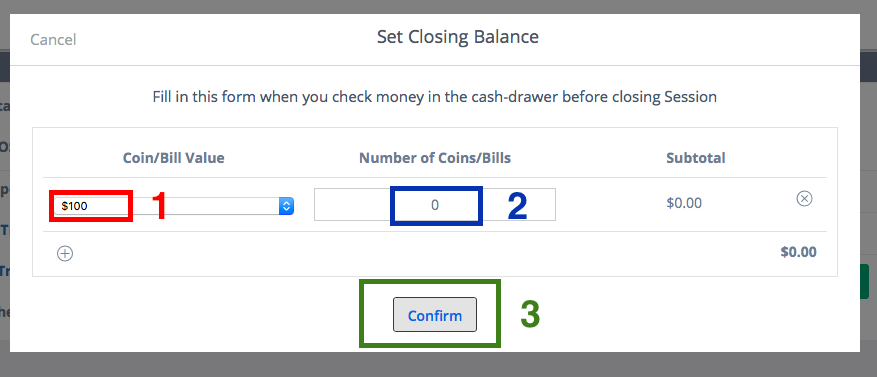 Cancel
Set Closing Balance
Fill in this form when you check money in the cash-drawer before closing Session
Coin/Bill Value Number of Coins/Bills Subtotal
$100 1 0 2 $0.00
$0.00
Confirm 3